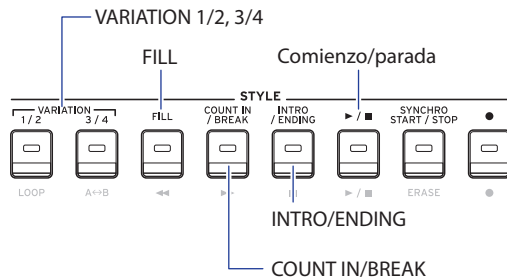 VARIATION 1/2, 3/4
FILL
Comienzo/parada
STYLE
VARIATION
1 / 2
3 / 4
FILL
COUNT IN
/ BREAK
INTRO
/ ENDING
► / ■
SYNCHRO
START / STOP
●
LOOP
A↔B
◄◄
►►
► / ■
ERASE
●
INTRO/ENDING
COUNT IN/BREAK